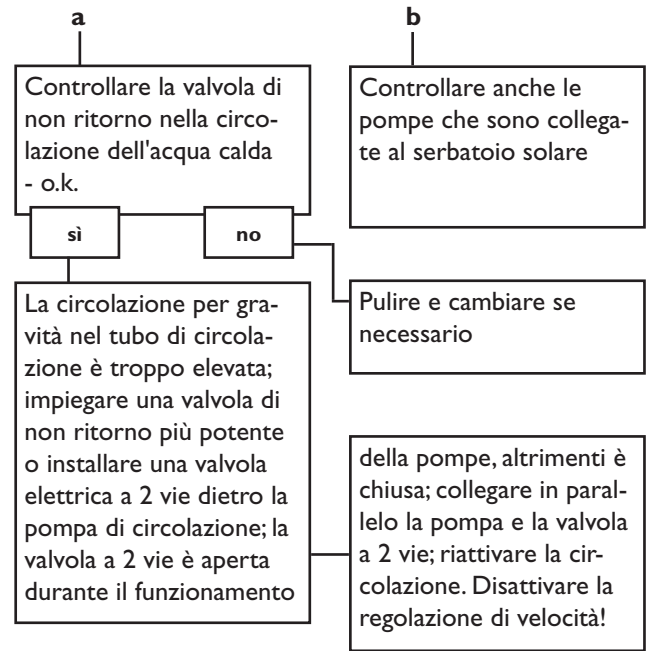 a
Controllare la valvola di
non ritorno nella circo-
lazione dell'acqua calda
- o.k.
sì
no
La circolazione per gra-
vità nel tubo di circola-
zione è troppo elevata;
impiegare una valvola di
non ritorno più potente
o installare una valvola
elettrica a 2 vie dietro la
pompa di circolazione; la
valvola a 2 vie è aperta
durante il funzionamento
della pompe, altrimenti è
chiusa; collegare in paral-
lelo la pompa e la valvola
a 2 vie; riattivare la cir-
colazione. Disattivare la
regolazione di velocità!
Pulire e cambiare se
necessario
b
Controllare anche le
pompe che sono collega-
te al serbatoio solare